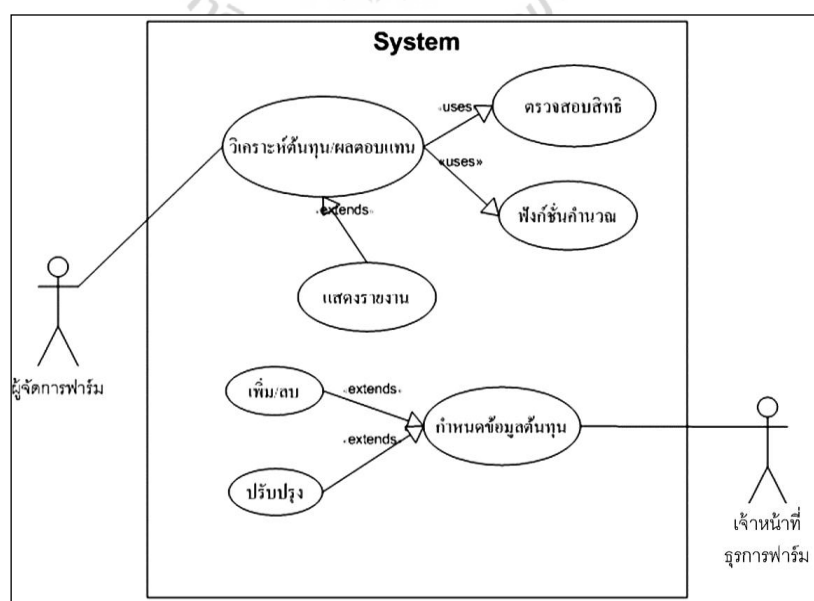 System
ตรวจสอบสิทธิ
«uses»
วิเคราะห์ต้นทุน/ผลตอบแทน
«uses»
ฟังก์ชั่นคำนวณ
«extends»
แสดงรายงาน
ผู้จัดการฟาร์ม
เพิ่ม/ลบ
«extends»
กำหนดข้อมูลต้นทุน
«extends»
ปรับปรุง
เจ้าหน้าที่
ธุรการฟาร์ม